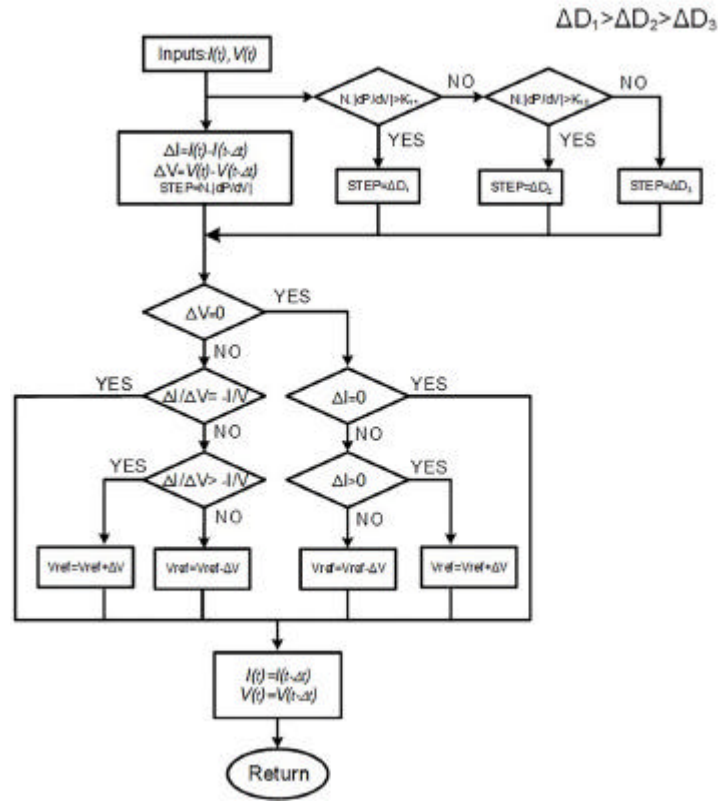 ΔD₁>ΔD₂>ΔD₃
Inputs:I(t), V(t)
N.|dP/dV|>K
NO
N.|dP/dV|>K
NO
YES
YES
ΔI=I(t)-I(t-Δt)
ΔV=V(t)-V(t-Δt)
STEP=N.|dP/dV|
STEP=ΔD₁
STEP=ΔD₂
STEP=ΔD₃
ΔV=0
YES
NO
YES
ΔI/ΔV= -I/V
ΔI=0
YES
NO
NO
YES
ΔI/ΔV> -I/V
ΔI>0
YES
NO
NO
Vref=Vref+ΔV
Vref=Vref-ΔV
Vref=Vref-ΔV
Vref=Vref+ΔV
I(t)=I(t-Δt)
V(t)=V(t-Δt)
Return